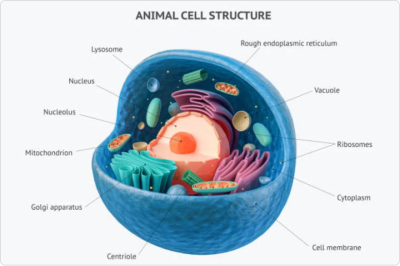 ANIMAL CELL STRUCTURE
Lysosome
Rough endoplasmic reticulum
Nucleus
Vacuole
Nucleolus
Ribosomes
Mitochondrion
Cytoplasm
Golgi apparatus
Cell membrane
Centriole